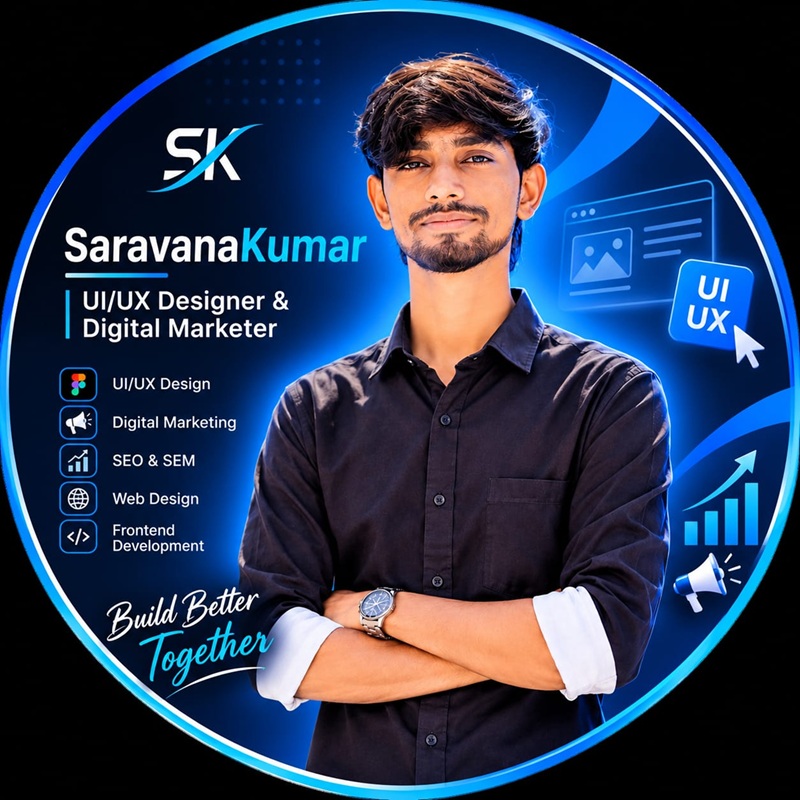 SK
SaravanaKumar
UI/UX Designer &
Digital Marketer
UI/UX Design
Digital Marketing
SEO & SEM
Web Design
</>
Frontend
Development
Build Better
Together
UI
UX